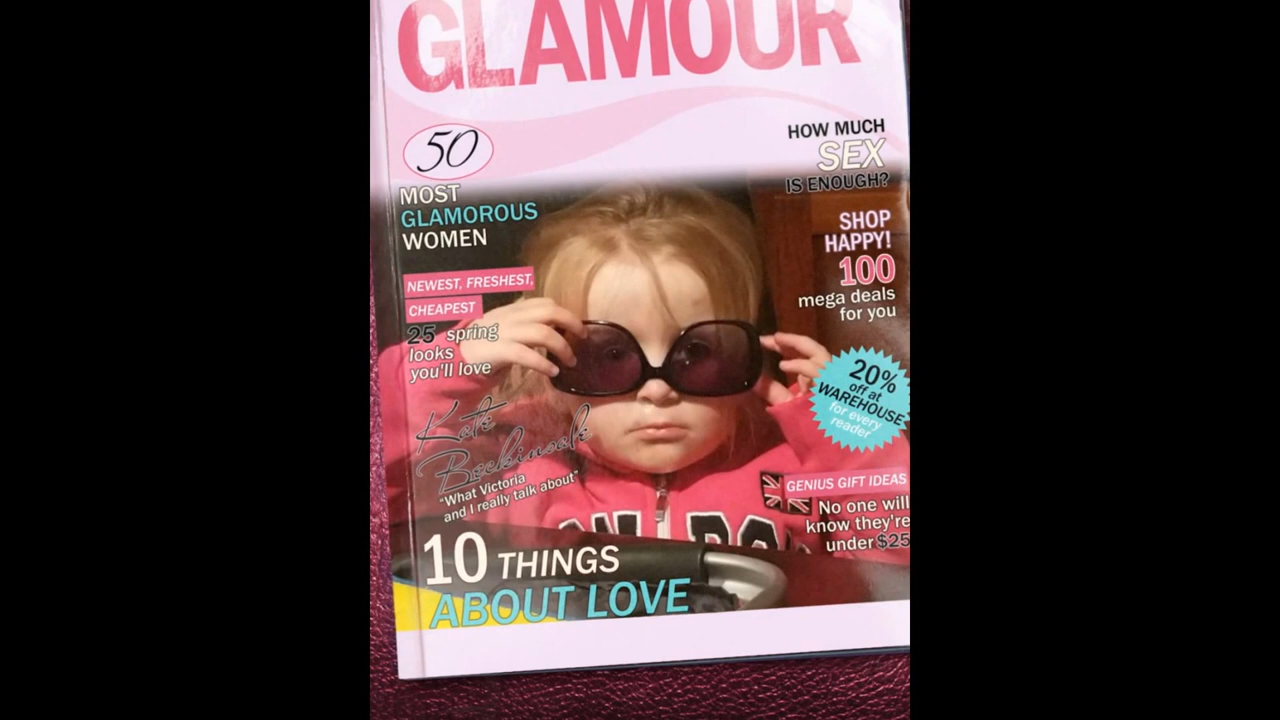 GLAMOUR
50
MOST
GLAMOROUS
WOMEN
NEWEST, FRESHEST,
CHEAPEST
25 spring
looks
you'll love
Kate
Beckinsale
"What Victoria
and I really talk about"
10 THINGS
ABOUT LOVE
HOW MUCH
SEX
IS ENOUGH?
SHOP
HAPPY!
100
mega deals
for you
20%
off at
WAREHOUSE
for every
reader
GENIUS GIFT IDEAS
No one will
know they're
under $25